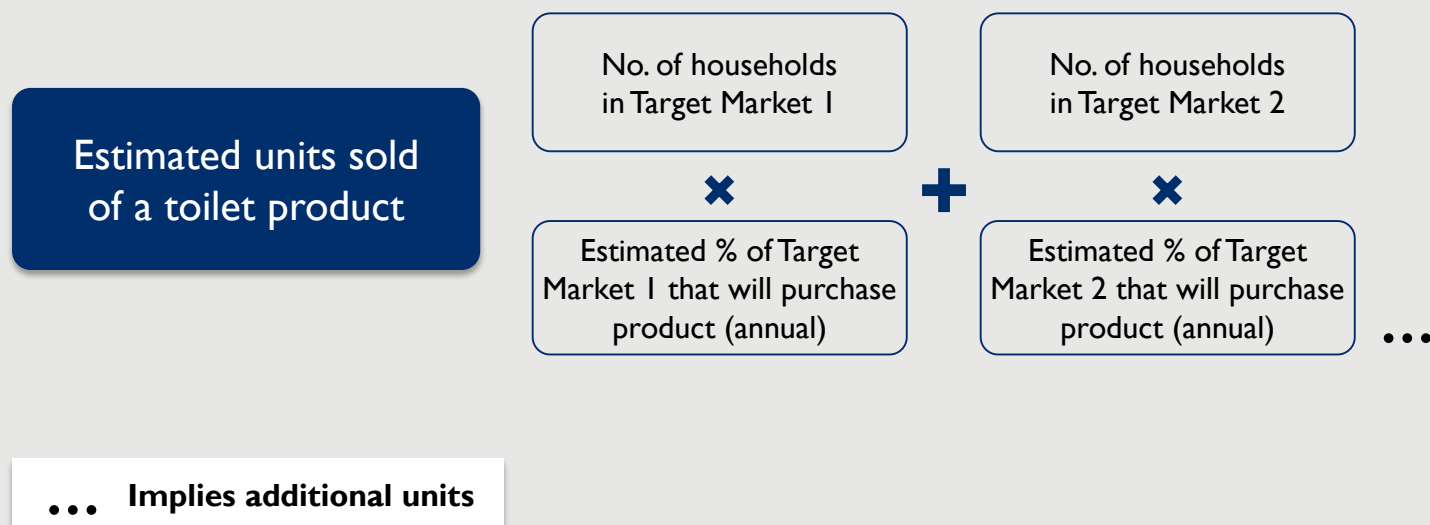 Estimated units sold
of a toilet product
No. of households
in Target Market 1
×
Estimated % of Target
Market 1 that will purchase
product (annual)
+
No. of households
in Target Market 2
×
Estimated % of Target
Market 2 that will purchase
product (annual)
...
... Implies additional units